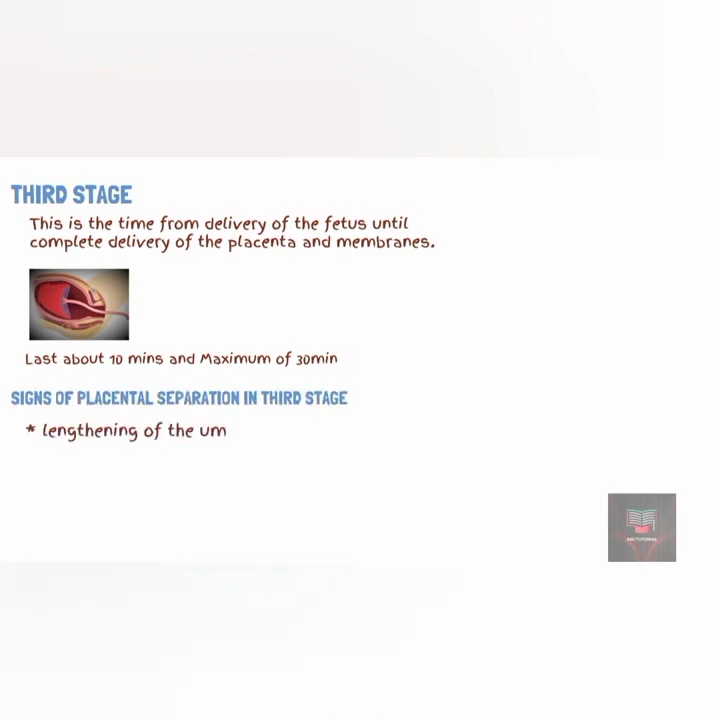 THIRD STAGE
This is the time from delivery of the fetus until
complete delivery of the placenta and membranes.
Last about 10 mins and Maximum of 30min
SIGNS OF PLACENTAL SEPARATION IN THIRD STAGE
* lengthening of the um
ABCTUTORIAL